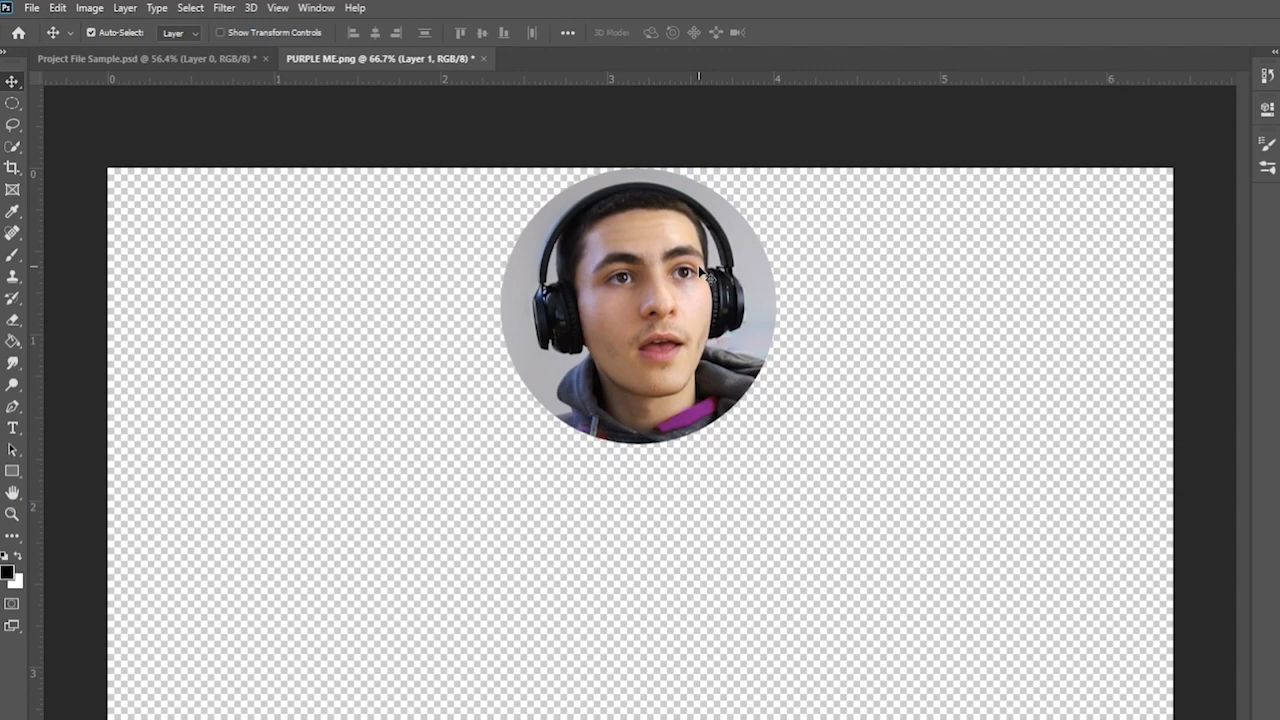 Ps File Edit Image Layer Type Select Filter 3D View Window Help
Auto-Select: Layer Show Transform Controls 3D Mode:
Project File Sample.psd @ 56.4% (Layer 0, RGB/8) * × PURPLE ME.png @ 66.7% (Layer 1, RGB/8) * ×
0 1 2 3 4 5 6
0
1
T
2
3